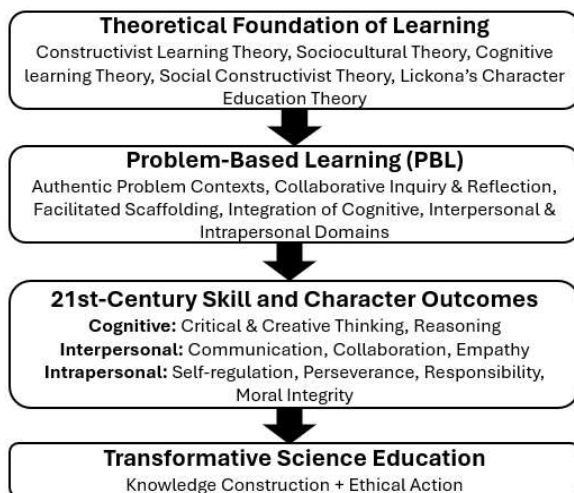 Theoretical Foundation of Learning
Constructivist Learning Theory, Sociocultural Theory, Cognitive
learning Theory, Social Constructivist Theory, Lickona’s Character
Education Theory
Problem-Based Learning (PBL)
Authentic Problem Contexts, Collaborative Inquiry & Reflection,
Facilitated Scaffolding, Integration of Cognitive, Interpersonal &
Intrapersonal Domains
21st-Century Skill and Character Outcomes
Cognitive: Critical & Creative Thinking, Reasoning
Interpersonal: Communication, Collaboration, Empathy
Intrapersonal: Self-regulation, Perseverance, Responsibility,
Moral Integrity
Transformative Science Education
Knowledge Construction + Ethical Action